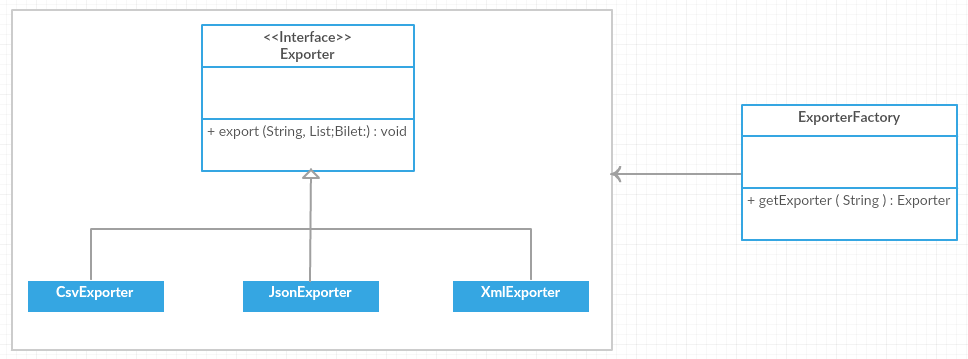 <<Interface>>
Exporter
+ export (String, List;Bilet:) : void
ExporterFactory
+ getExporter ( String ) : Exporter
CsvExporter
JsonExporter
XmlExporter